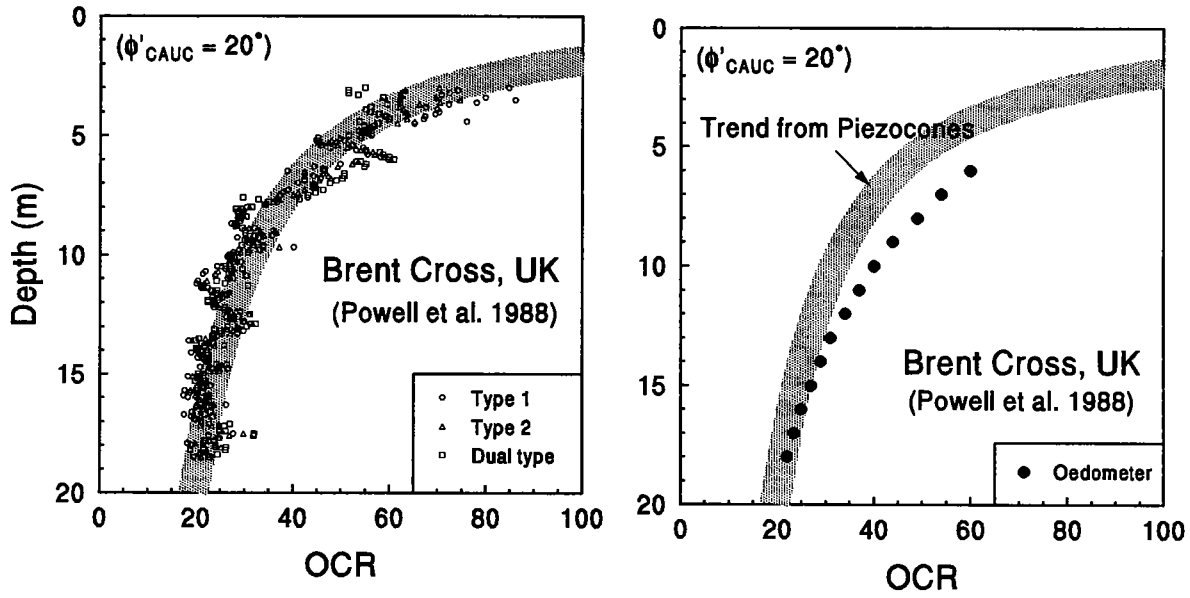 0
(ϕ'CAUC = 20°)
5
10
15
20
Depth (m)
Brent Cross, UK
(Powell et al. 1988)
Type 1
Type 2
Dual type
0 20 40 60 80 100
OCR
0
(ϕ'CAUC = 20°)
Trend from Piezocones
5
10
15
20
Brent Cross, UK
(Powell et al. 1988)
Oedometer
0 20 40 60 80 100
OCR